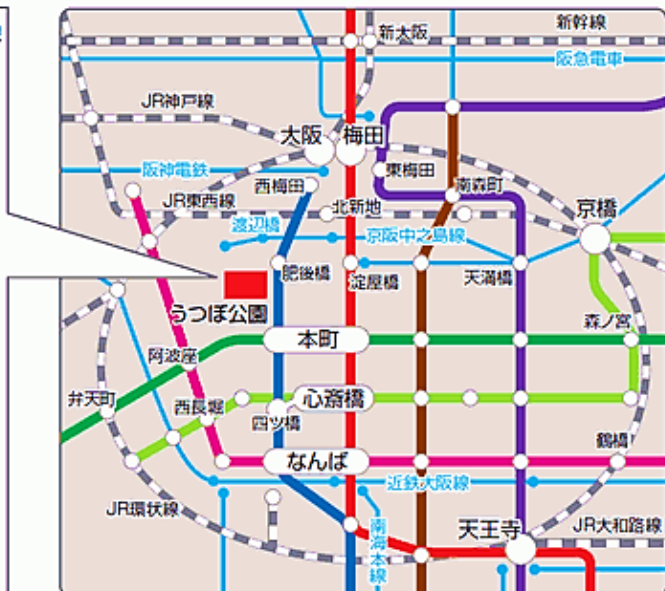 新幹線
新大阪
阪急電車
JR神戸線
大阪
梅田
阪神電鉄
東梅田
西梅田
南森町
JR東西線
北新地
京橋
渡辺橋
京阪中之島線
肥後橋
淀屋橋
天満橋
うつぼ公園
森ノ宮
本町
阿波座
弁天町
西長堀
心斎橋
四ツ橋
鶴橋
なんば
近鉄大阪線
JR環状線
南海本線
天王寺
JR大和路線